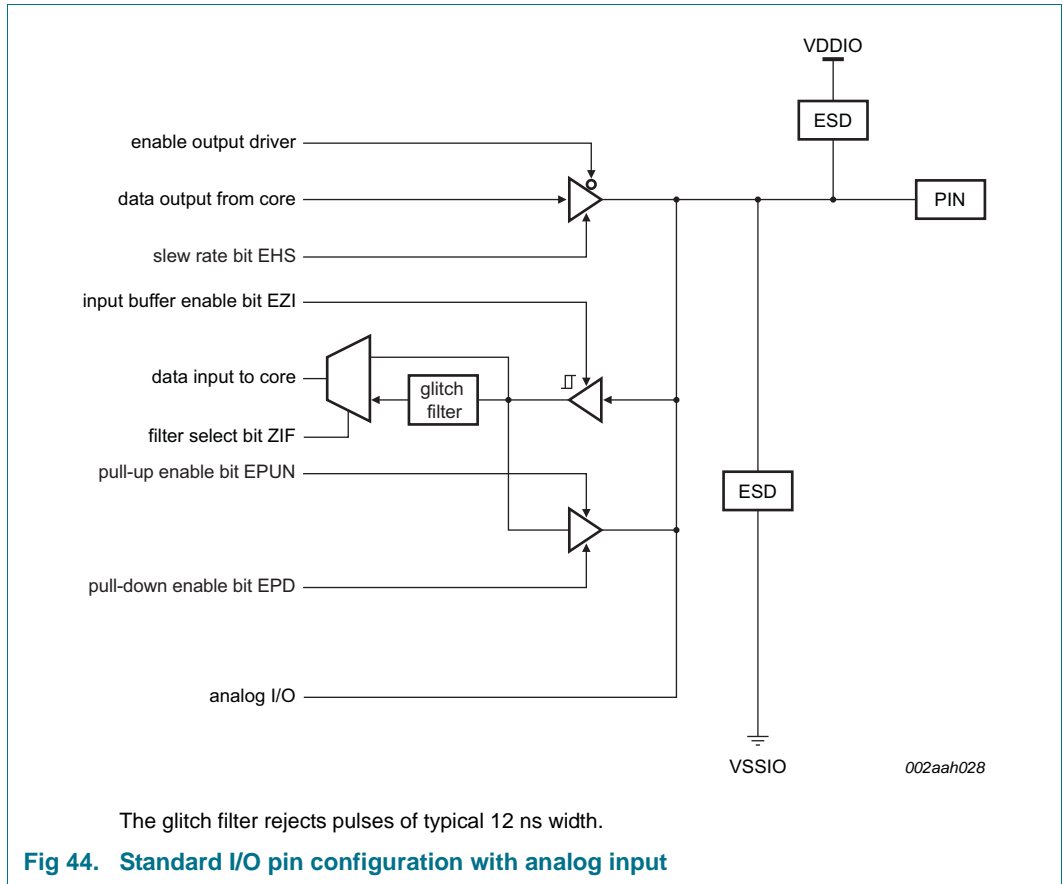 VDDIO
ESD
enable output driver
data output from core
PIN
slew rate bit EHS
input buffer enable bit EZI
data input to core
glitch
filter
filter select bit ZIF
pull-up enable bit EPUN
ESD
pull-down enable bit EPD
analog I/O
VSSIO
002aah028
The glitch filter rejects pulses of typical 12 ns width.
Fig 44. Standard I/O pin configuration with analog input